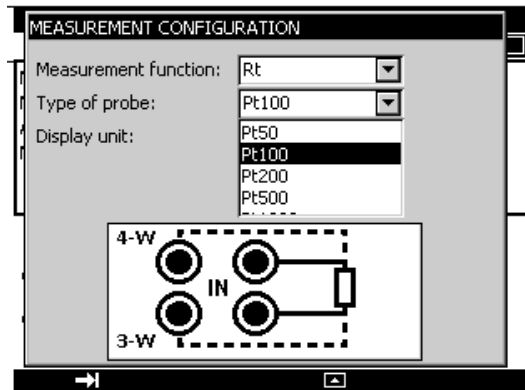 MEASUREMENT CONFIGURATION
Measurement function: Rt
Type of probe: Pt100
Display unit:
Pt50
Pt100
Pt200
Pt500
4-W
IN
3-W